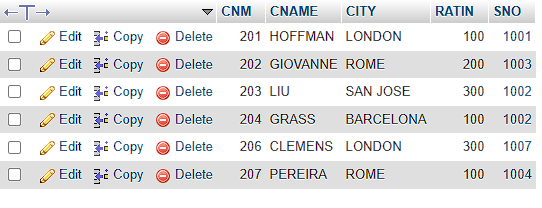 CNM CNAME CITY RATIN SNO
Edit Copy Delete 201 HOFFMAN LONDON 100 1001
Edit Copy Delete 202 GIOVANNE ROME 200 1003
Edit Copy Delete 203 LIU SAN JOSE 300 1002
Edit Copy Delete 204 GRASS BARCELONA 100 1002
Edit Copy Delete 206 CLEMENS LONDON 300 1007
Edit Copy Delete 207 PEREIRA ROME 100 1004